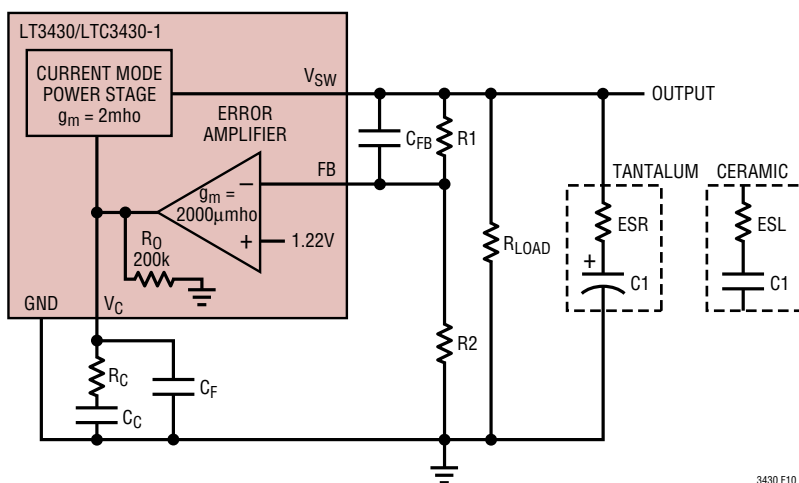 LT3430/LTC3430-1
CURRENT MODE
POWER STAGE
gm = 2mho
VSW
OUTPUT
ERROR
AMPLIFIER
CFB
R1
FB
TANTALUM
CERAMIC
gm =
2000µmho
–
+
1.22V
RO
200k
RLOAD
ESR
ESL
+
C1
C1
GND
VC
R2
RC
CF
CC
3430 F10